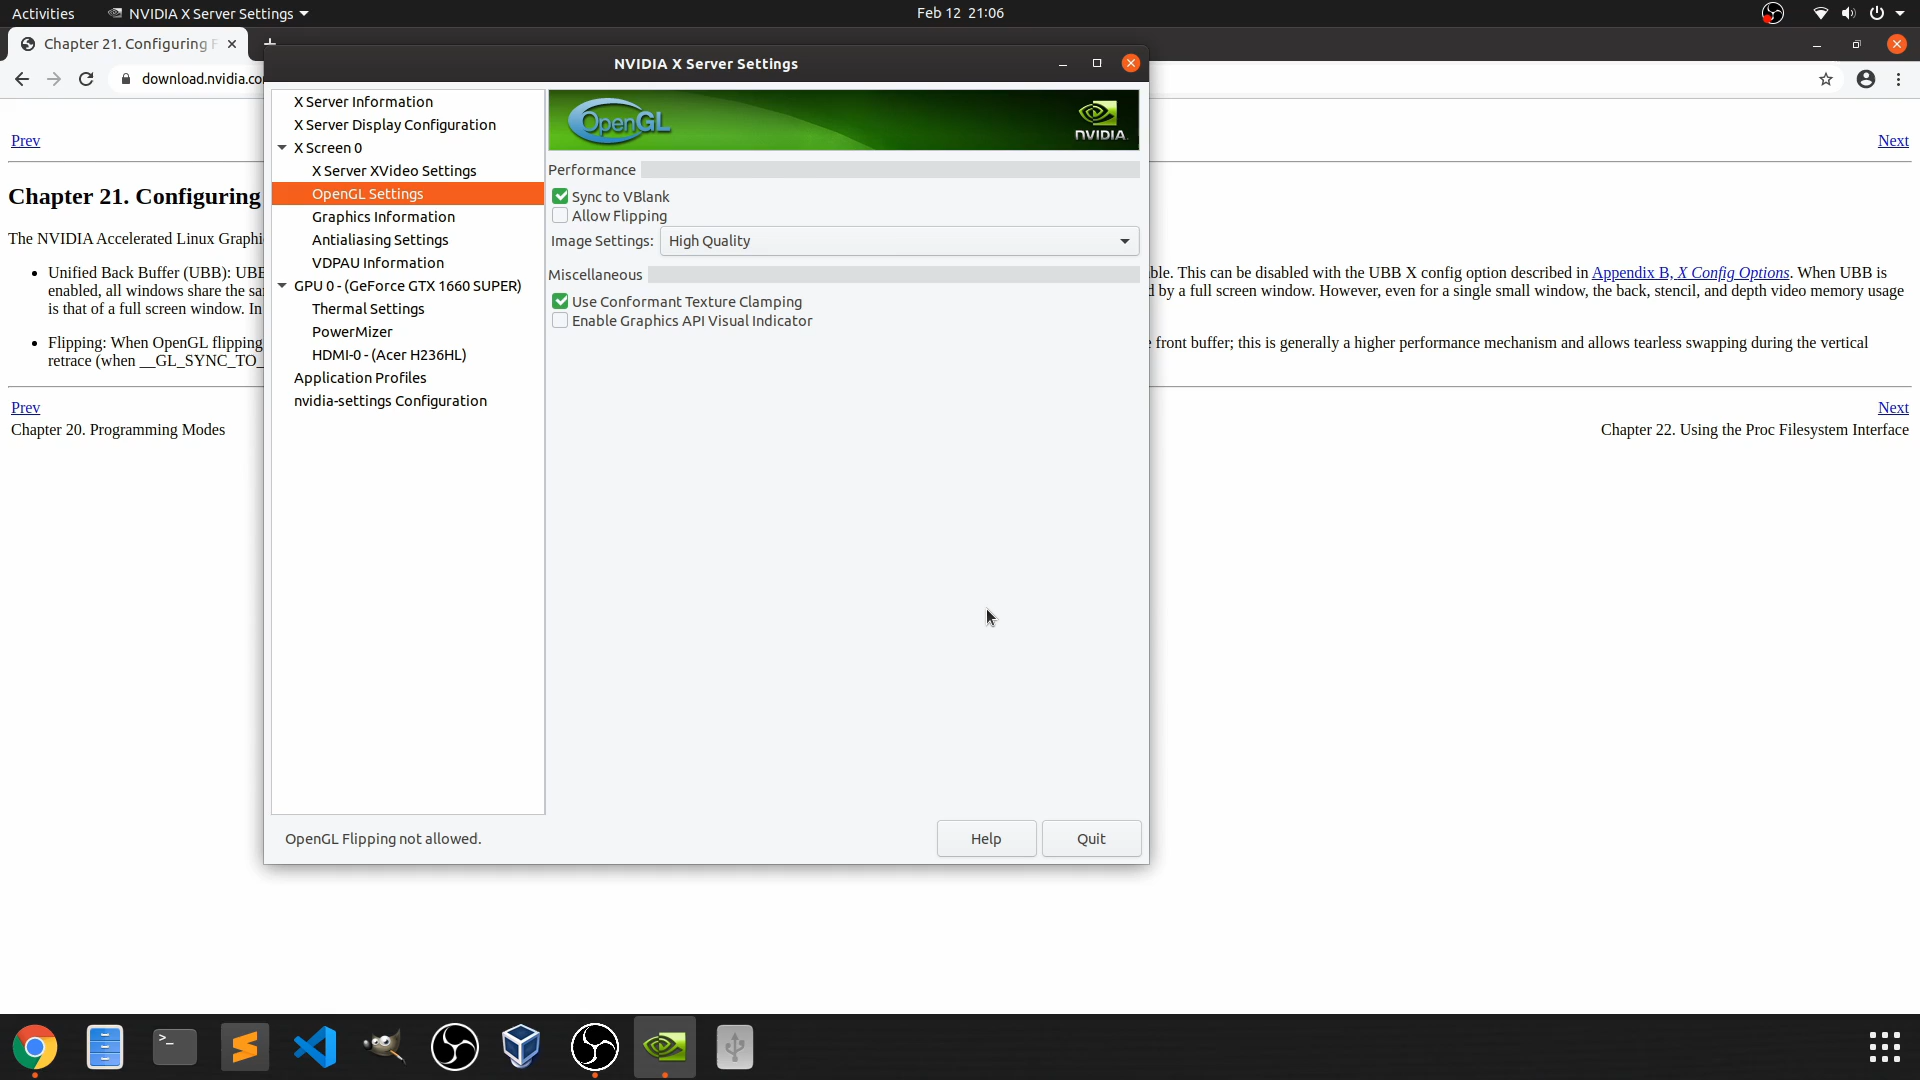 Activities
NVIDIA X Server Settings
Feb 12 21:06
Chapter 21. Configuring F
download.nvidia.co
NVIDIA X Server Settings
X Server Information
X Server Display Configuration
X Screen 0
X Server XVideo Settings
OpenGL Settings
Graphics Information
Antialiasing Settings
VDPAU Information
GPU 0 - (GeForce GTX 1660 SUPER)
Thermal Settings
PowerMizer
HDMI-0 - (Acer H236HL)
Application Profiles
nvidia-settings Configuration
OpenGL
NVIDIA.
Performance
Sync to VBlank
Allow Flipping
Image Settings: High Quality
Miscellaneous
Use Conformant Texture Clamping
Enable Graphics API Visual Indicator
OpenGL Flipping not allowed.
Help
Quit
Prev
Next
Chapter 21. Configuring
The NVIDIA Accelerated Linux Graphi
Unified Back Buffer (UBB): UBE
ble. This can be disabled with the UBB X config option described in Appendix B, X Config Options. When UBB is
enabled, all windows share the sa
d by a full screen window. However, even for a single small window, the back, stencil, and depth video memory usage
is that of a full screen window. In
Flipping: When OpenGL flipping
front buffer; this is generally a higher performance mechanism and allows tearless swapping during the vertical
retrace (when __GL_SYNC_TO_
Prev
Next
Chapter 20. Programming Modes
Chapter 22. Using the Proc Filesystem Interface